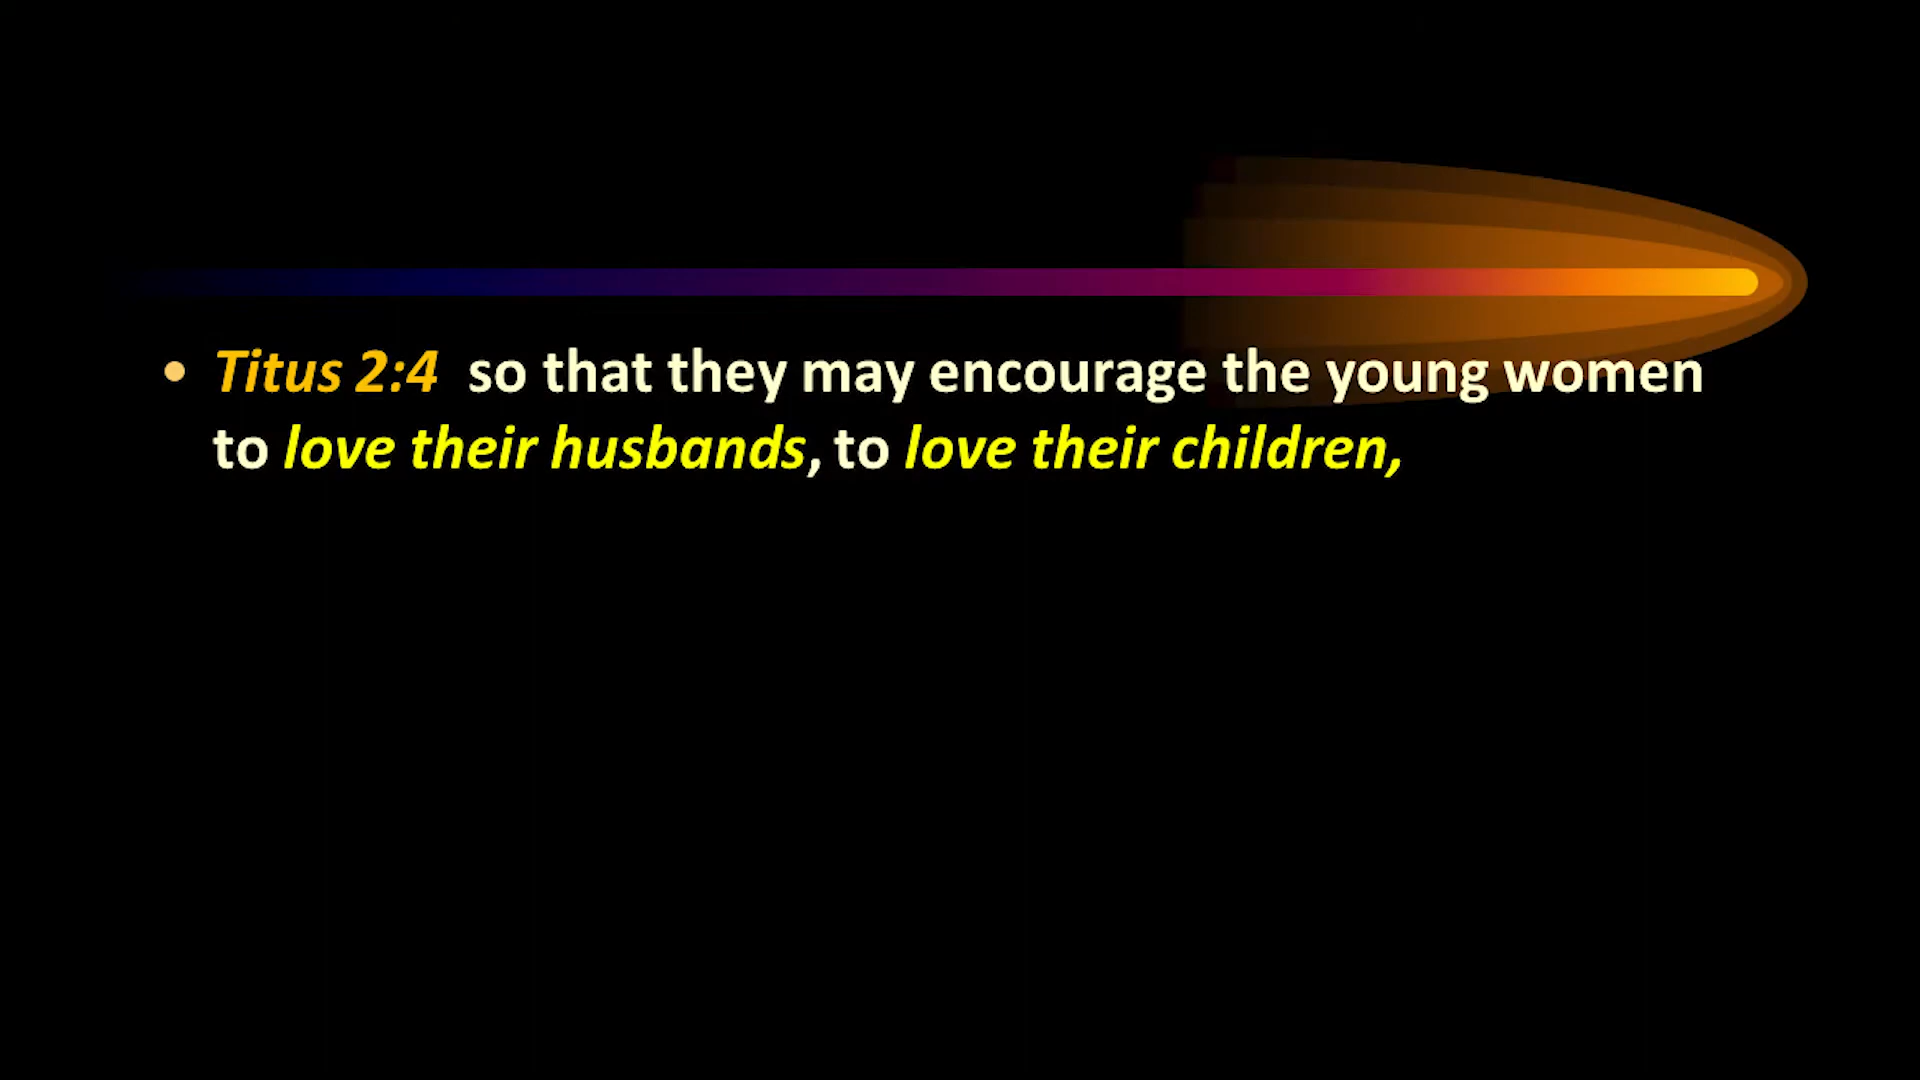 • Titus 2:4  so that they may encourage the young women
to love their husbands, to love their children,